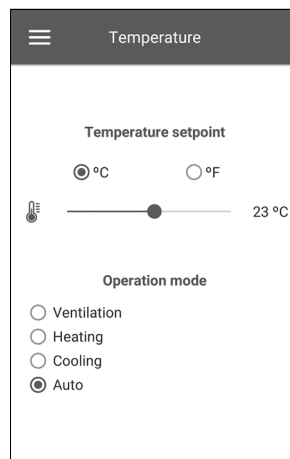 Temperature
Temperature setpoint
ºC ºF
23 ºC
Operation mode
Ventilation
Heating
Cooling
Auto